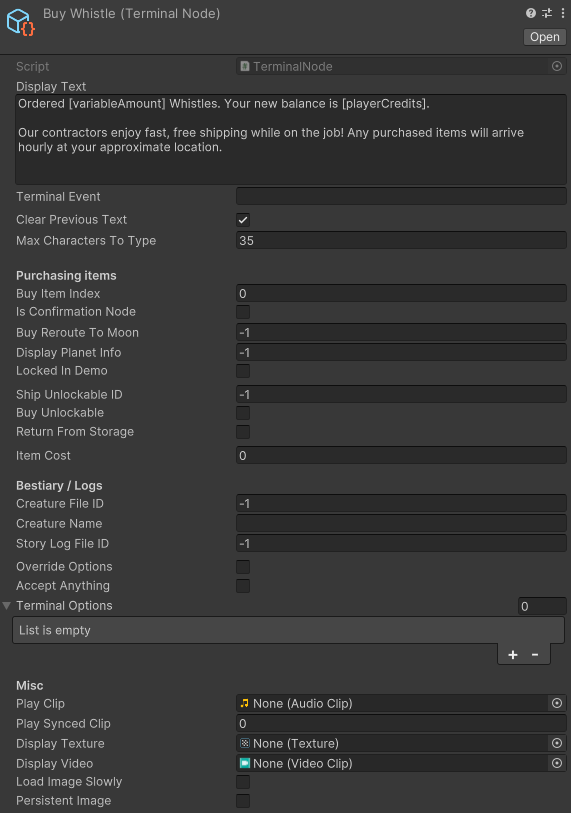 Buy Whistle (Terminal Node)
Open
Script
TerminalNode
Display Text
Ordered [variableAmount] Whistles. Your new balance is [playerCredits].
Our contractors enjoy fast, free shipping while on the job! Any purchased items will arrive
hourly at your approximate location.
Terminal Event
Clear Previous Text
Max Characters To Type 35
Purchasing items
Buy Item Index 0
Is Confirmation Node
Buy Reroute To Moon -1
Display Planet Info -1
Locked In Demo
Ship Unlockable ID -1
Buy Unlockable
Return From Storage
Item Cost 0
Bestiary / Logs
Creature File ID -1
Creature Name
Story Log File ID -1
Override Options
Accept Anything
Terminal Options 0
List is empty
+ -
Misc
Play Clip None (Audio Clip)
Play Synced Clip 0
Display Texture None (Texture)
Display Video None (Video Clip)
Load Image Slowly
Persistent Image